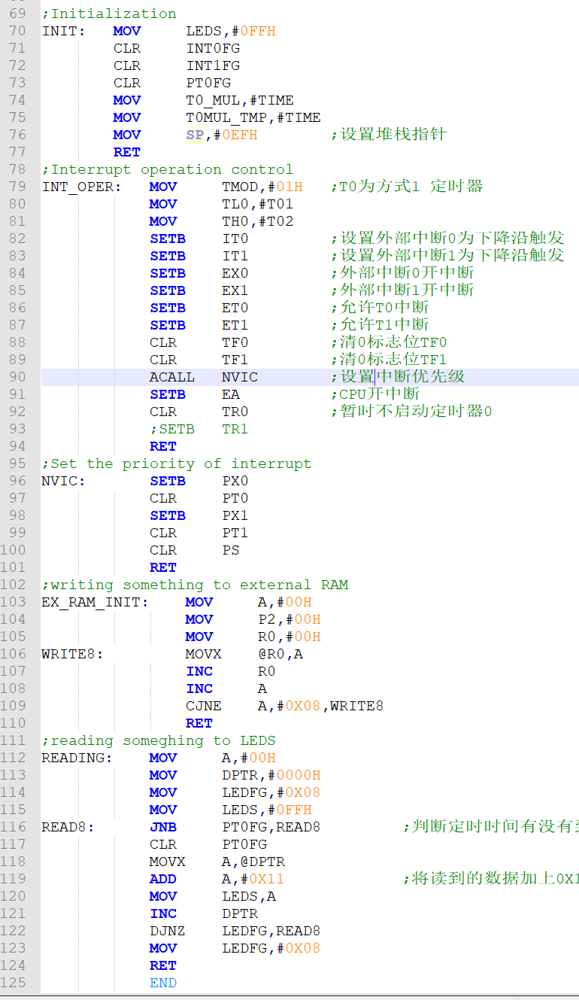 69 ;Initialization
70 INIT: MOV LEDS,#0FFH
71 CLR INT0FG
72 CLR INT1FG
73 CLR PT0FG
74 MOV T0_MUL,#TIME
75 MOV T0MUL_TMP,#TIME
76 MOV SP,#0EFH ;设置堆栈指针
77 RET
78 ;Interrupt operation control
79 INT_OPER: MOV TMOD,#01H ;T0为方式1 定时器
80 MOV TL0,#T01
81 MOV TH0,#T02
82 SETB IT0 ;设置外部中断0为下降沿触发
83 SETB IT1 ;设置外部中断1为下降沿触发
84 SETB EX0 ;外部中断0开中断
85 SETB EX1 ;外部中断1开中断
86 SETB ET0 ;允许T0中断
87 SETB ET1 ;允许T1中断
88 CLR TF0 ;清0标志位TF0
89 CLR TF1 ;清0标志位TF1
90 ACALL NVIC ;设置中断优先级
91 SETB EA ;CPU开中断
92 CLR TR0 ;暂时不启动定时器0
93 ;SETB TR1
94 RET
95 ;Set the priority of interrupt
96 NVIC: SETB PX0
97 CLR PT0
98 SETB PX1
99 CLR PT1
100 CLR PS
101 RET
102 ;writing something to external RAM
103 EX_RAM_INIT: MOV A,#00H
104 MOV P2,#00H
105 MOV R0,#00H
106 WRITE8: MOVX @R0,A
107 INC R0
108 INC A
109 CJNE A,#0X08,WRITE8
110 RET
111 ;reading someghing to LEDS
112 READING: MOV A,#00H
113 MOV DPTR,#0000H
114 MOV LEDFG,#0X08
115 MOV LEDS,#0FFH
116 READ8: JNB PT0FG,READ8 ;判断定时时间有没有
117 CLR PT0FG
118 MOVX A,@DPTR
119 ADD A,#0X11 ;将读到的数据加上0X1
120 MOV LEDS,A
121 INC DPTR
122 DJNZ LEDFG,READ8
123 MOV LEDFG,#0X08
124 RET
125 END